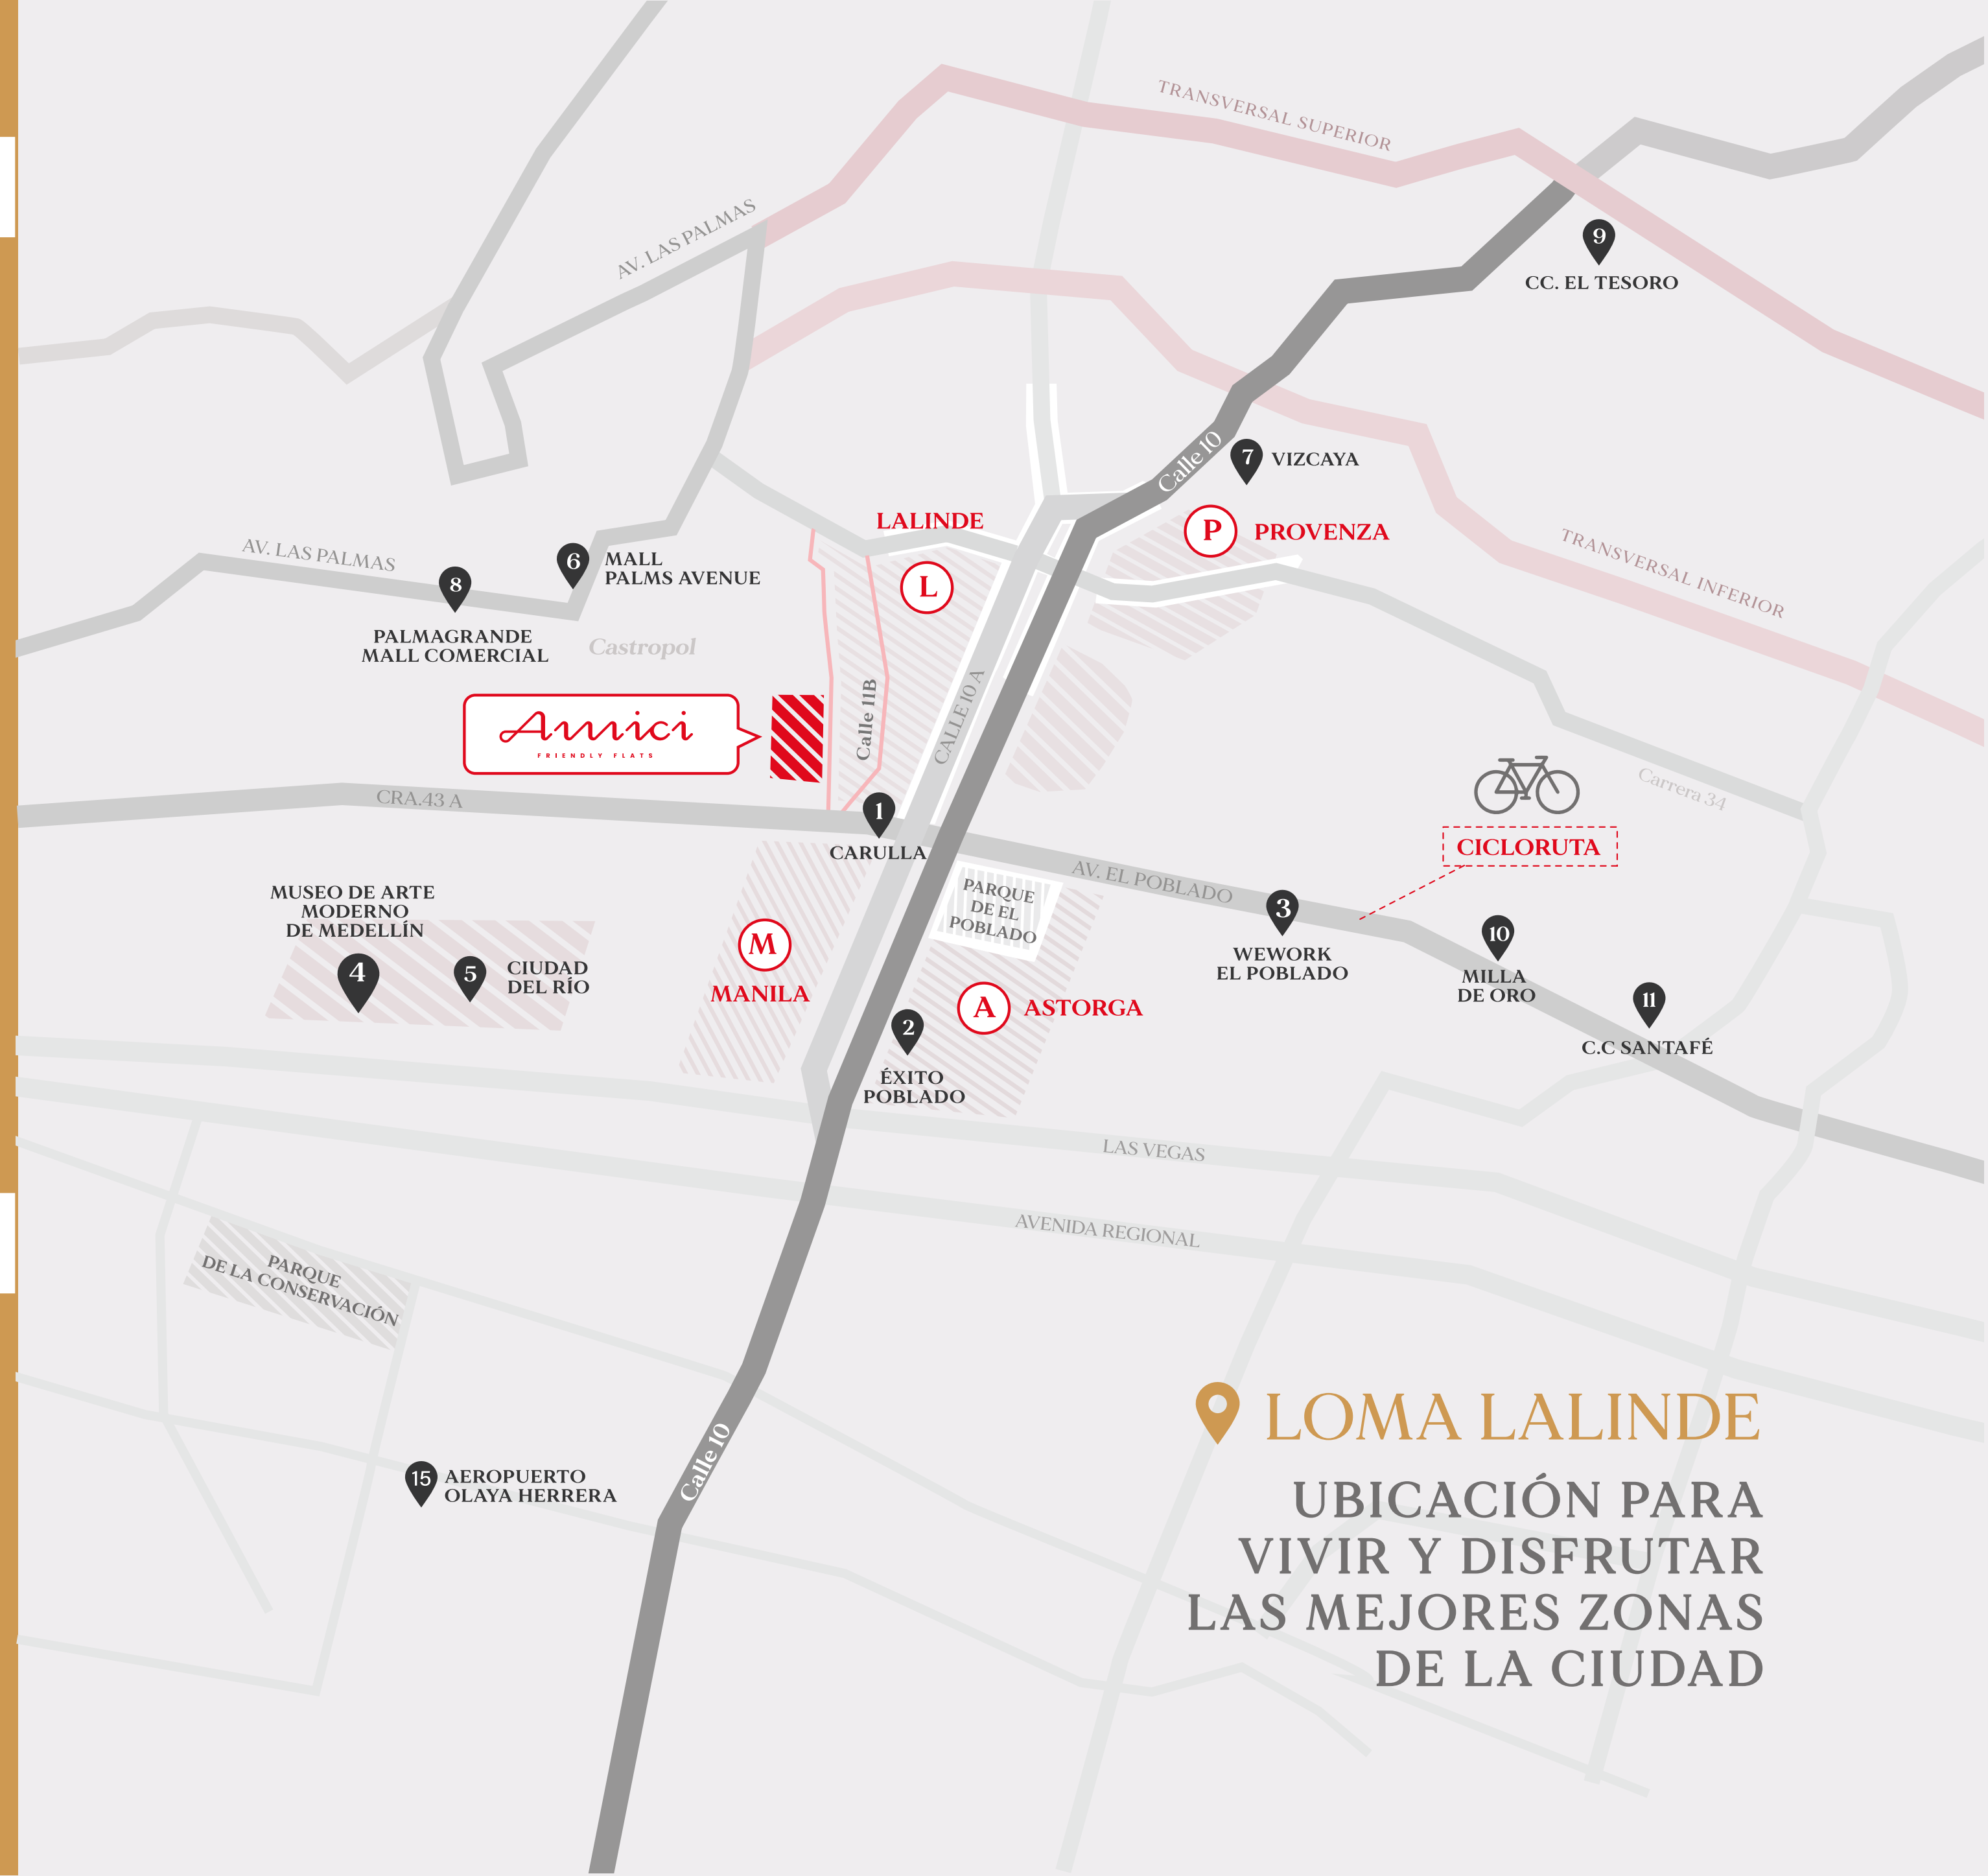 TRANSVERSAL SUPERIOR
AV. LAS PALMAS
9
CC. EL TESORO
Calle 10
7
VIZCAYA
LALINDE
P
PROVENZA
AV. LAS PALMAS
6
MALL
PALMS AVENUE
8
L
TRANSVERSAL INFERIOR
PALMAGRANDE
MALL COMERCIAL
Castropol
Calle 11B
CALLE 10 A
Amici
FRIENDLY FLATS
Carrera 34
CRA.43 A
1
CARULLA
CICLORUTA
AV. EL POBLADO
PARQUE
DE EL
POBLADO
MUSEO DE ARTE
MODERNO
DE MEDELLÍN
4
5
CIUDAD
DEL RÍO
M
MANILA
3
WEWORK
EL POBLADO
10
MILLA
DE ORO
A
ASTORGA
2
ÉXITO
POBLADO
11
C.C SANTAFÉ
LAS VEGAS
AVENIDA REGIONAL
PARQUE
DE LA CONSERVACIÓN
Calle 10
15
AEROPUERTO
OLAYA HERRERA
LOMA LALINDE
UBICACIÓN PARA
VIVIR Y DISFRUTAR
LAS MEJORES ZONAS
DE LA CIUDAD